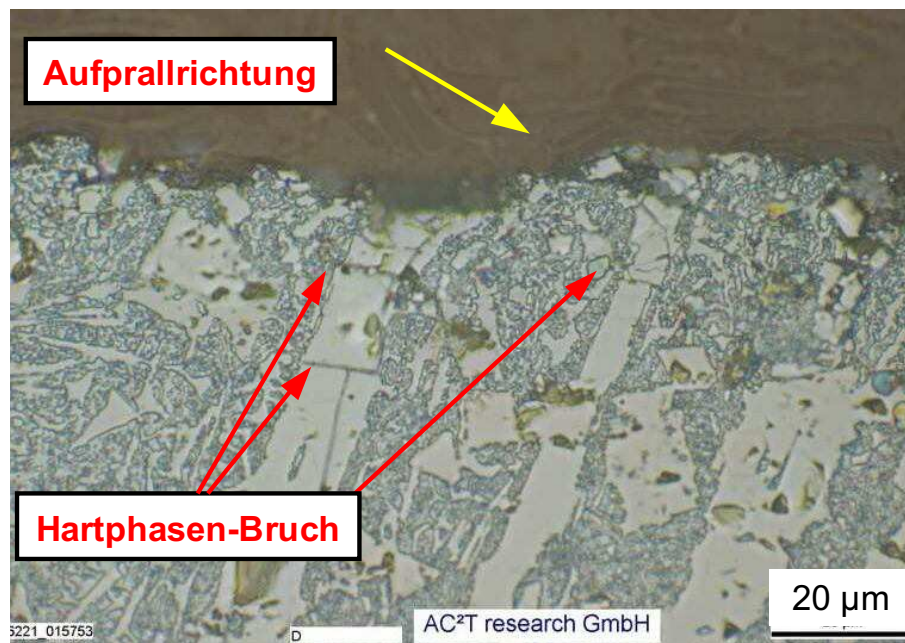 Aufprallrichtung
Hartphasen-Bruch
20 µm
5221_015753
D
AC²T research GmbH